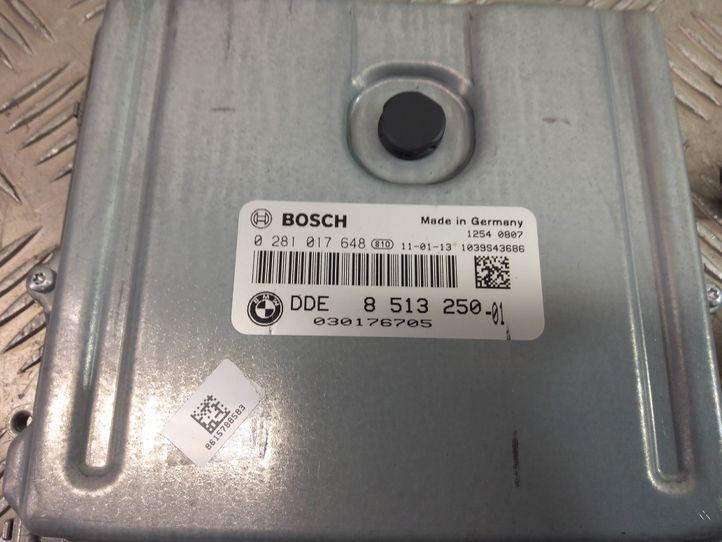 BOSCH Made in Germany
1254 0807
0 281 017 648 810 11-01-13 1039S43686
BMW DDE 8 513 250-01
030176705
8615788583